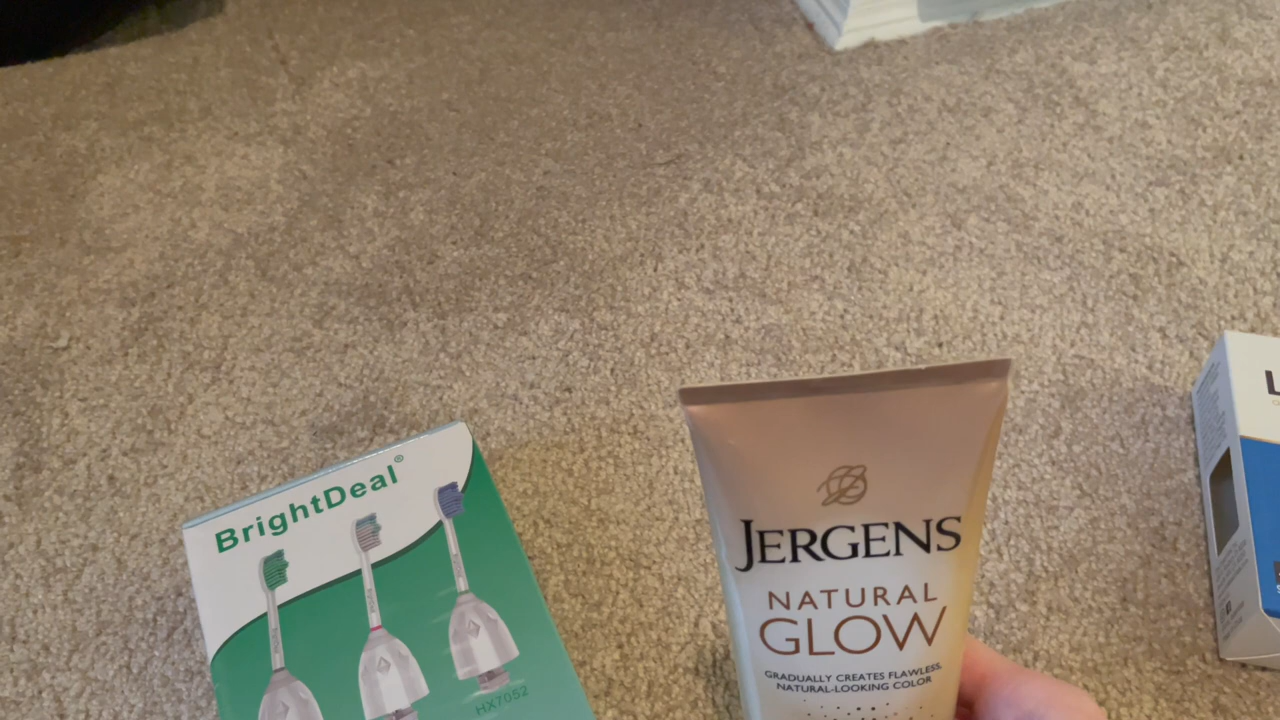 BrightDeal®
HX7052
JERGENS
NATURAL
GLOW
GRADUALLY CREATES FLAWLESS,
NATURAL-LOOKING COLOR
L